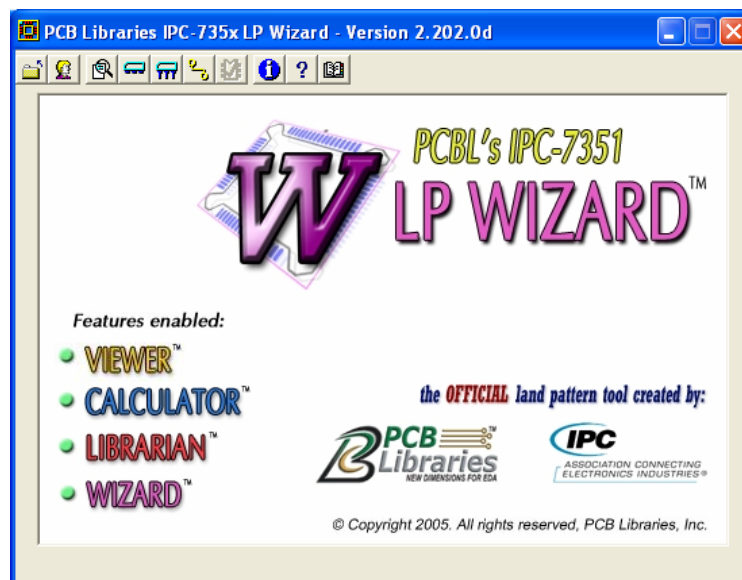 PCB Libraries IPC-735x LP Wizard - Version 2.202.0d
PCBL's IPC-7351
W LP WIZARD™
Features enabled:
VIEWER™
CALCULATOR™
LIBRARIAN™
WIZARD™
the OFFICIAL land pattern tool created by:
PCB™
Libraries
NEW DIMENSIONS FOR EDA
IPC
ASSOCIATION CONNECTING
ELECTRONICS INDUSTRIES®
© Copyright 2005. All rights reserved, PCB Libraries, Inc.